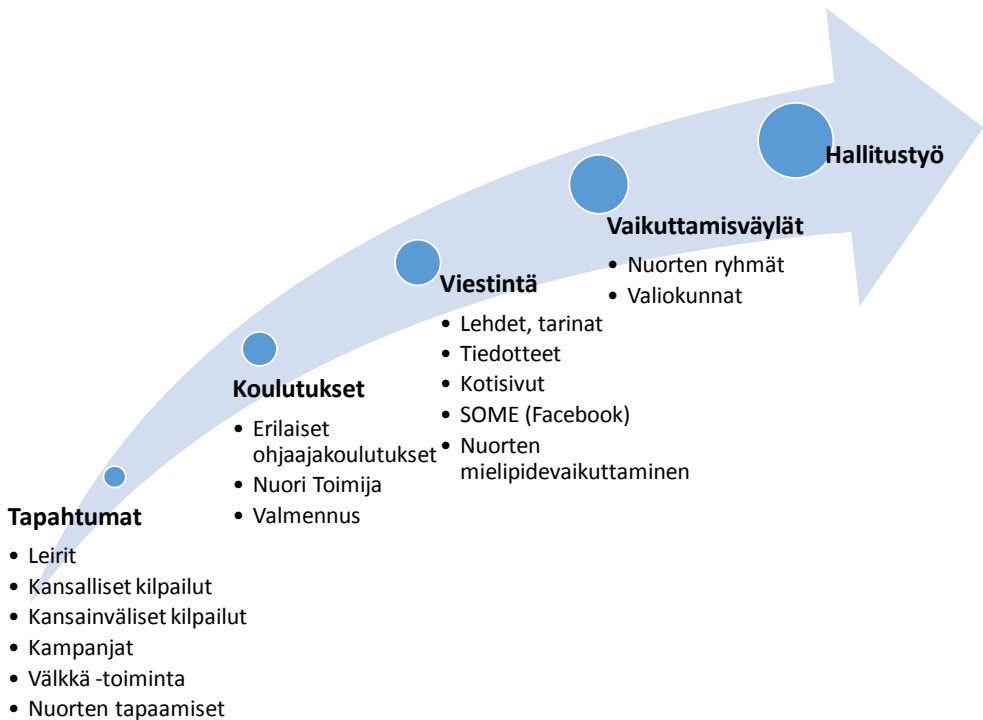 Tapahtumat
• Leirit
• Kansalliset kilpailut
• Kansainväliset kilpailut
• Kampanjat
• Välkkä -toiminta
• Nuorten tapaamiset
Koulutukset
• Erilaiset
ohjaajakoulutukset
• Nuori Toimija
• Valmennus
Viestintä
• Lehdet, tarinat
• Tiedotteet
• Kotisivut
• SOME (Facebook)
• Nuorten
mielipidevaikuttaminen
Vaikuttamisväylät
• Nuorten ryhmät
• Valiokunnat
Hallitustyö